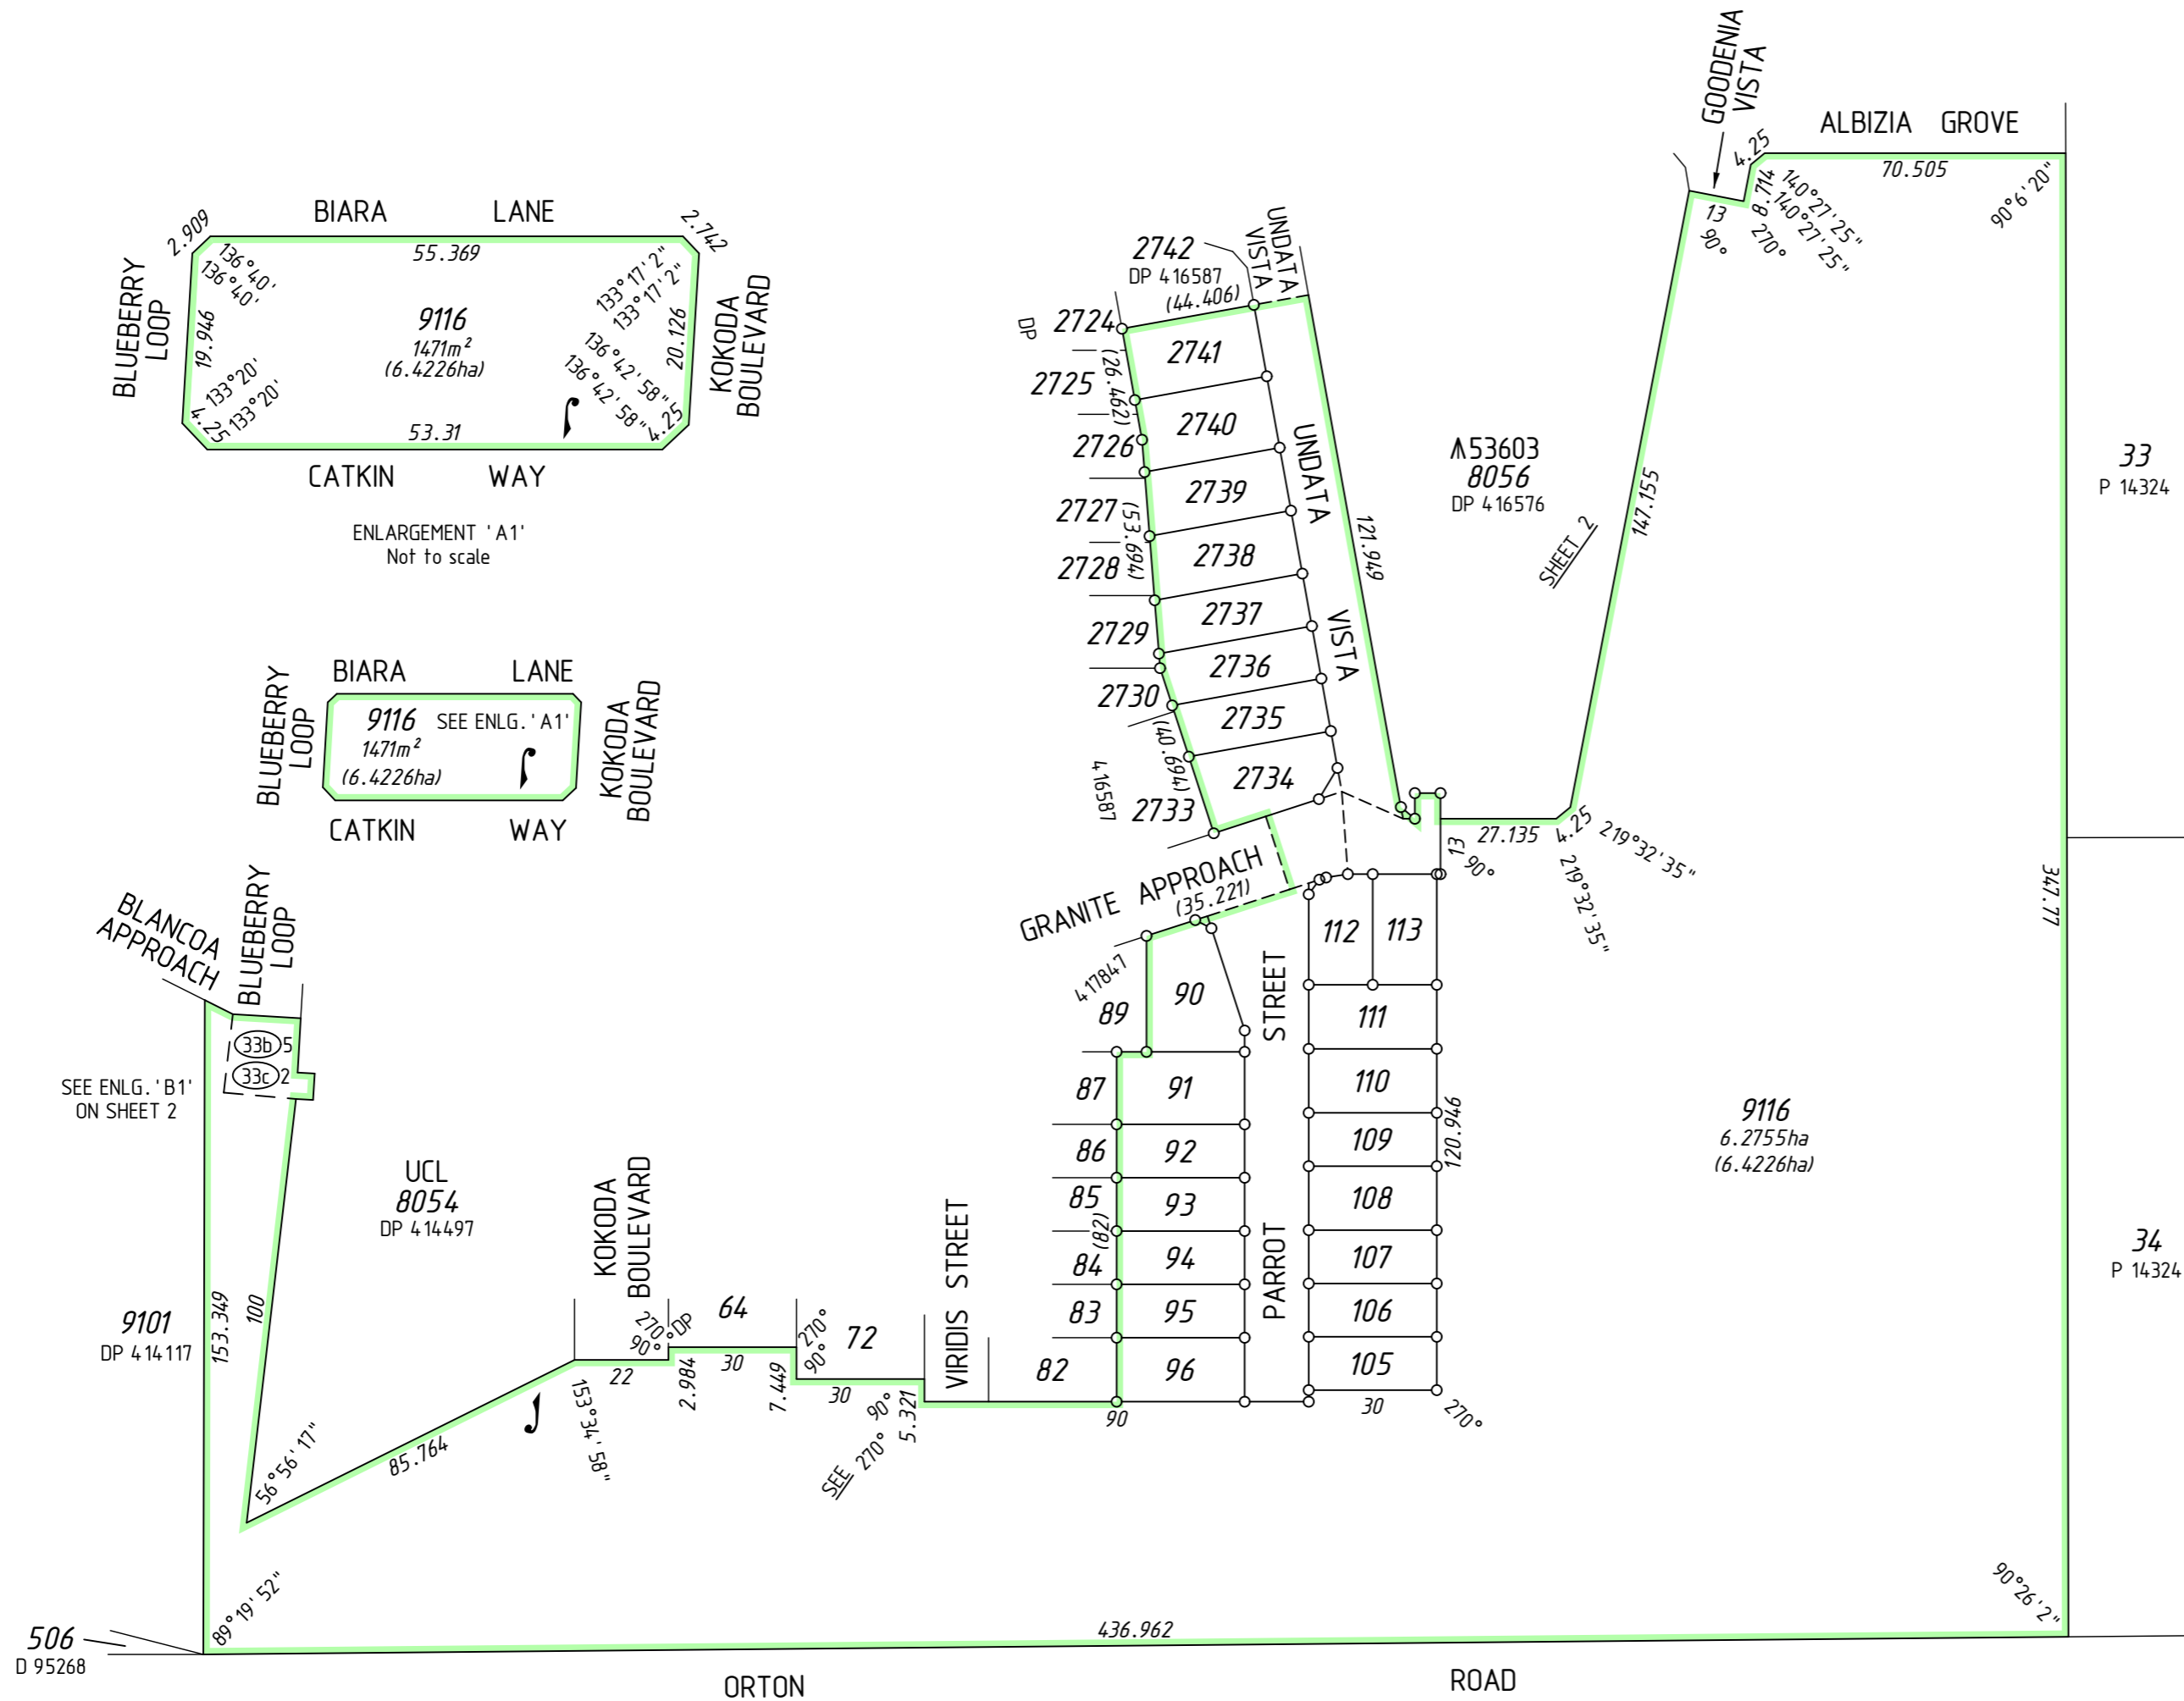 BIARA LANE
2.909
55.369
2.742
136°40'
136°40'
133°17'2"
133°17'2"
BLUEBERRY
LOOP
19.946
9116
1471m²
(6.4226ha)
20.126
KOKODA
BOULEVARD
133°20'
133°20'
136°42'58"
136°42'58"
4.25
53.31
4.25
CATKIN WAY
ENLARGEMENT 'A1'
Not to scale
BIARA LANE
BLUEBERRY
LOOP
9116
SEE ENLG.'A1'
1471m²
(6.4226ha)
KOKODA
BOULEVARD
CATKIN WAY
BLANCOA
APPROACH
BLUEBERRY
LOOP
33b 5
33c 2
SEE ENLG.'B1'
ON SHEET 2
UCL
8054
DP 414497
9101
DP 414117
153.349
100
56°56'17"
85.764
153°34'58"
KOKODA
BOULEVARD
22
270°
90°
DP
2.984
64
30
7.449
270°
90°
72
30
90°
5.321
SEE 270°
VIRIDIS STREET
89°19'52"
506
D 95268
ORTON ROAD
436.962
90°26'2"
2742
DP 416587
(44.406)
UNDATA
VISTA
DP
2724
2725
2726
2727
2728
2729
2730
2733
416587
(26.462)
(53.694)
(40.694)
2741
2740
2739
2738
2737
2736
2735
2734
UNDATA VISTA
121.949
GRANITE APPROACH
(35.221)
417847
89
87
86
85
84
83
82
(82)
90
90
91
92
93
94
95
96
PARROT STREET
112
113
111
110
109
108
107
106
105
30
270°
120.946
53603
8056
DP 416576
SHEET 2
147.155
27.135
4.25
219°32'35"
219°32'35"
13
90°
GOODENIA
VISTA
13
90°
8.714
270°
4.25
140°27'25"
140°27'25"
ALBIZIA GROVE
70.505
90°6'20"
347.77
9116
6.2755ha
(6.4226ha)
33
P 14324
34
P 14324